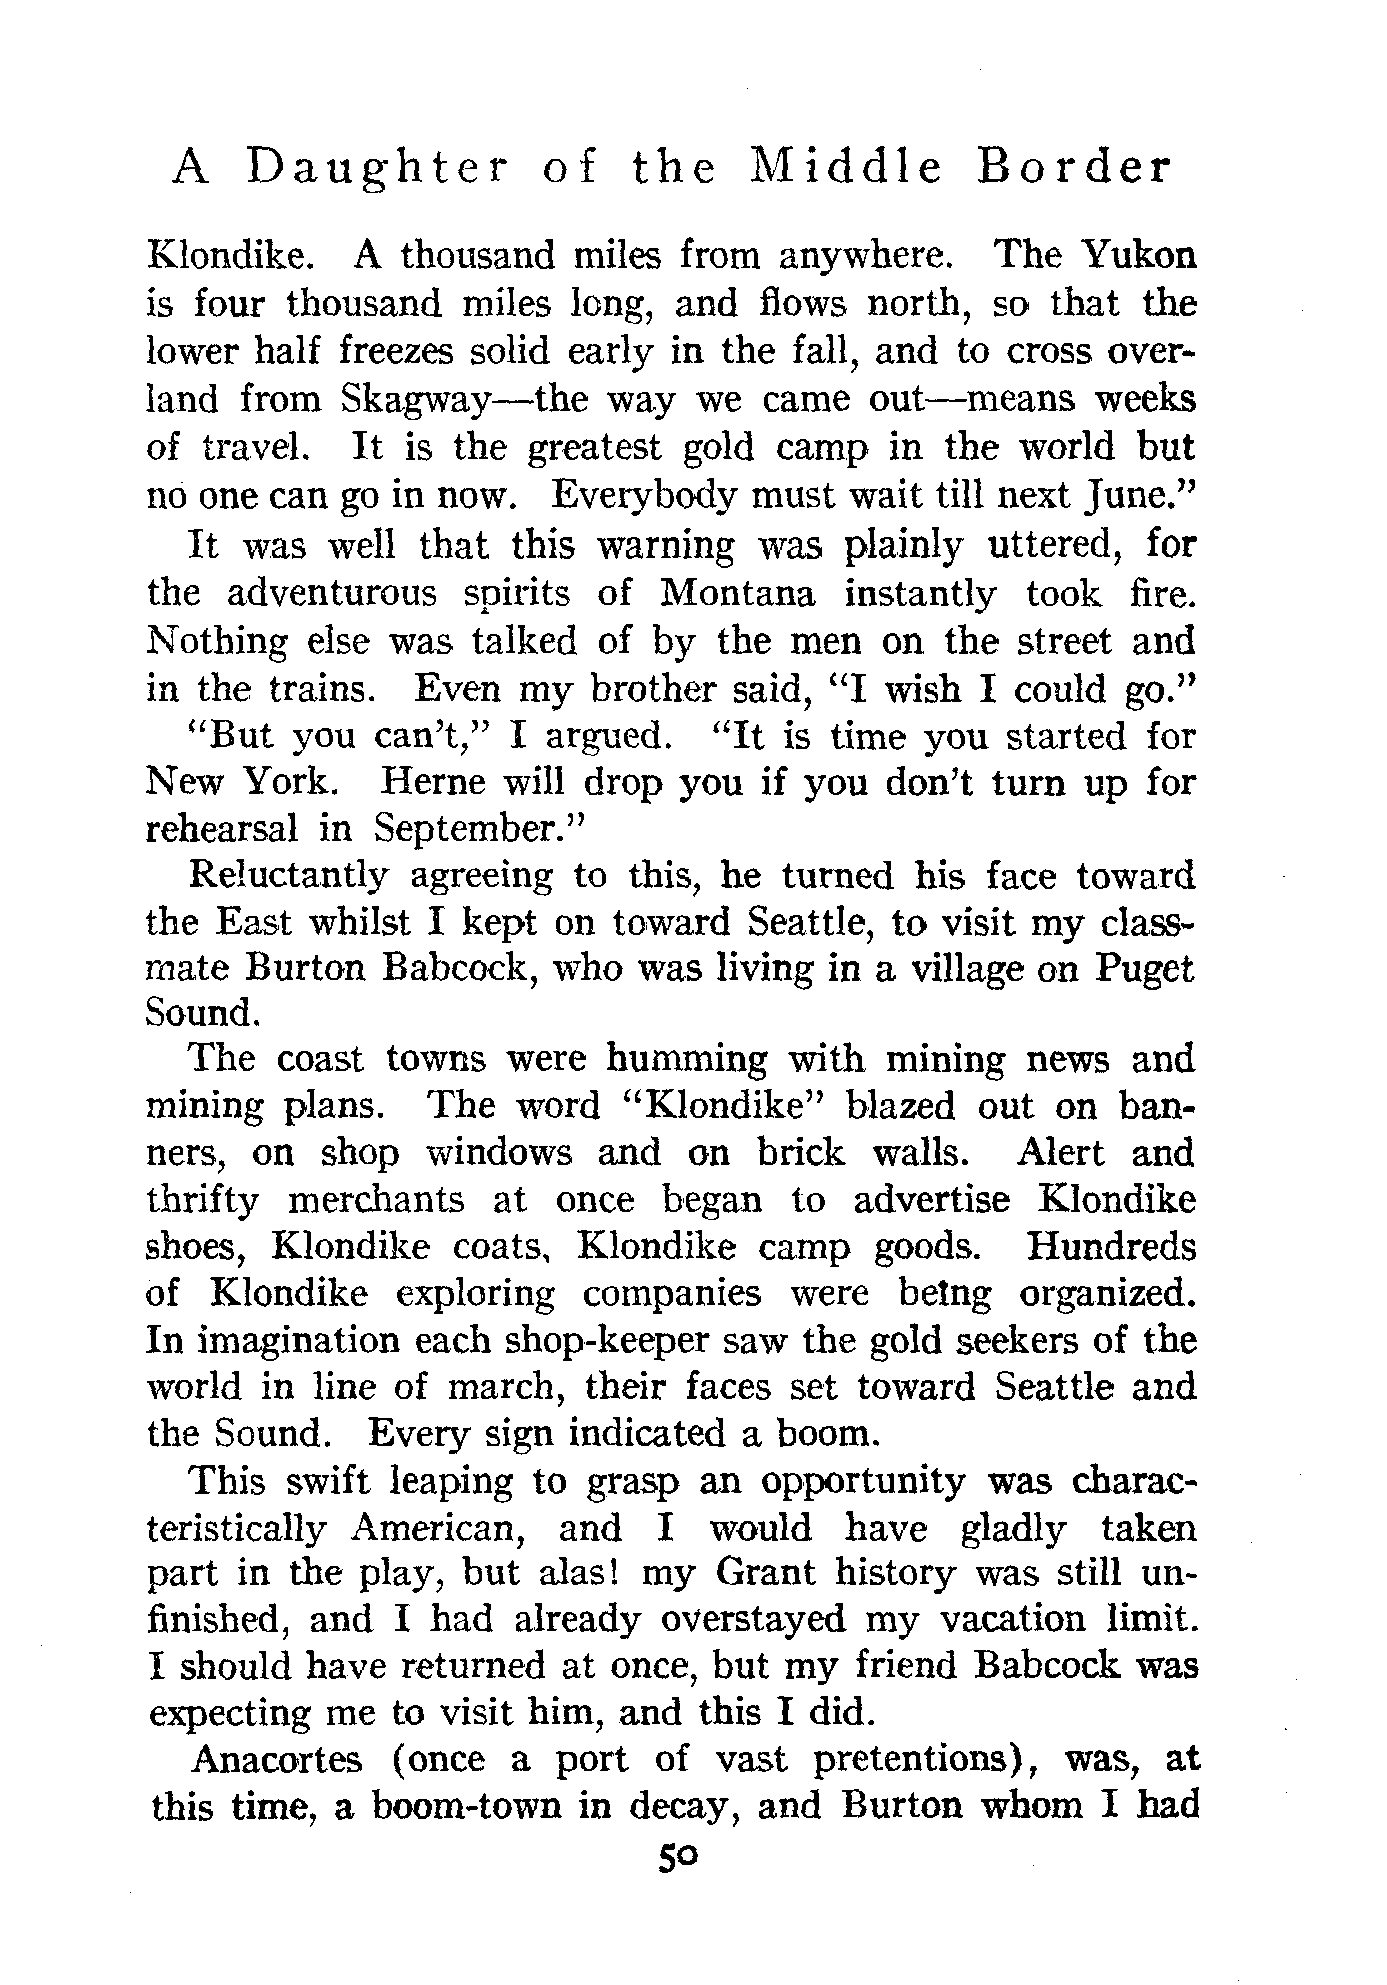 A Daughter of the Middle Border
Klondike. A thousand miles from anywhere. The Yukon
is four thousand miles long, and flows north, so that the
lower half freezes solid early in the fall, and to cross over-
land from Skagway—the way we came out—means weeks
of travel. It is the greatest gold camp in the world but
no one can go in now. Everybody must wait till next June.”
It was well that this warning was plainly uttered, for
the adventurous spirits of Montana instantly took fire.
Nothing else was talked of by the men on the street and
in the trains. Even my brother said, “I wish I could go.”
“But you can’t,” I argued. “It is time you started for
New York. Herne will drop you if you don’t turn up for
rehearsal in September.”
Reluctantly agreeing to this, he turned his face toward
the East whilst I kept on toward Seattle, to visit my class-
mate Burton Babcock, who was living in a village on Puget
Sound.
The coast towns were humming with mining news and
mining plans. The word “Klondike” blazed out on ban-
ners, on shop windows and on brick walls. Alert and
thrifty merchants at once began to advertise Klondike
shoes, Klondike coats, Klondike camp goods. Hundreds
of Klondike exploring companies were being organized.
In imagination each shop-keeper saw the gold seekers of the
world in line of march, their faces set toward Seattle and
the Sound. Every sign indicated a boom.
This swift leaping to grasp an opportunity was charac-
teristically American, and I would have gladly taken
part in the play, but alas! my Grant history was still un-
finished, and I had already overstayed my vacation limit.
I should have returned at once, but my friend Babcock was
expecting me to visit him, and this I did.
Anacortes (once a port of vast pretentions), was, at
this time, a boom-town in decay, and Burton whom I had
50